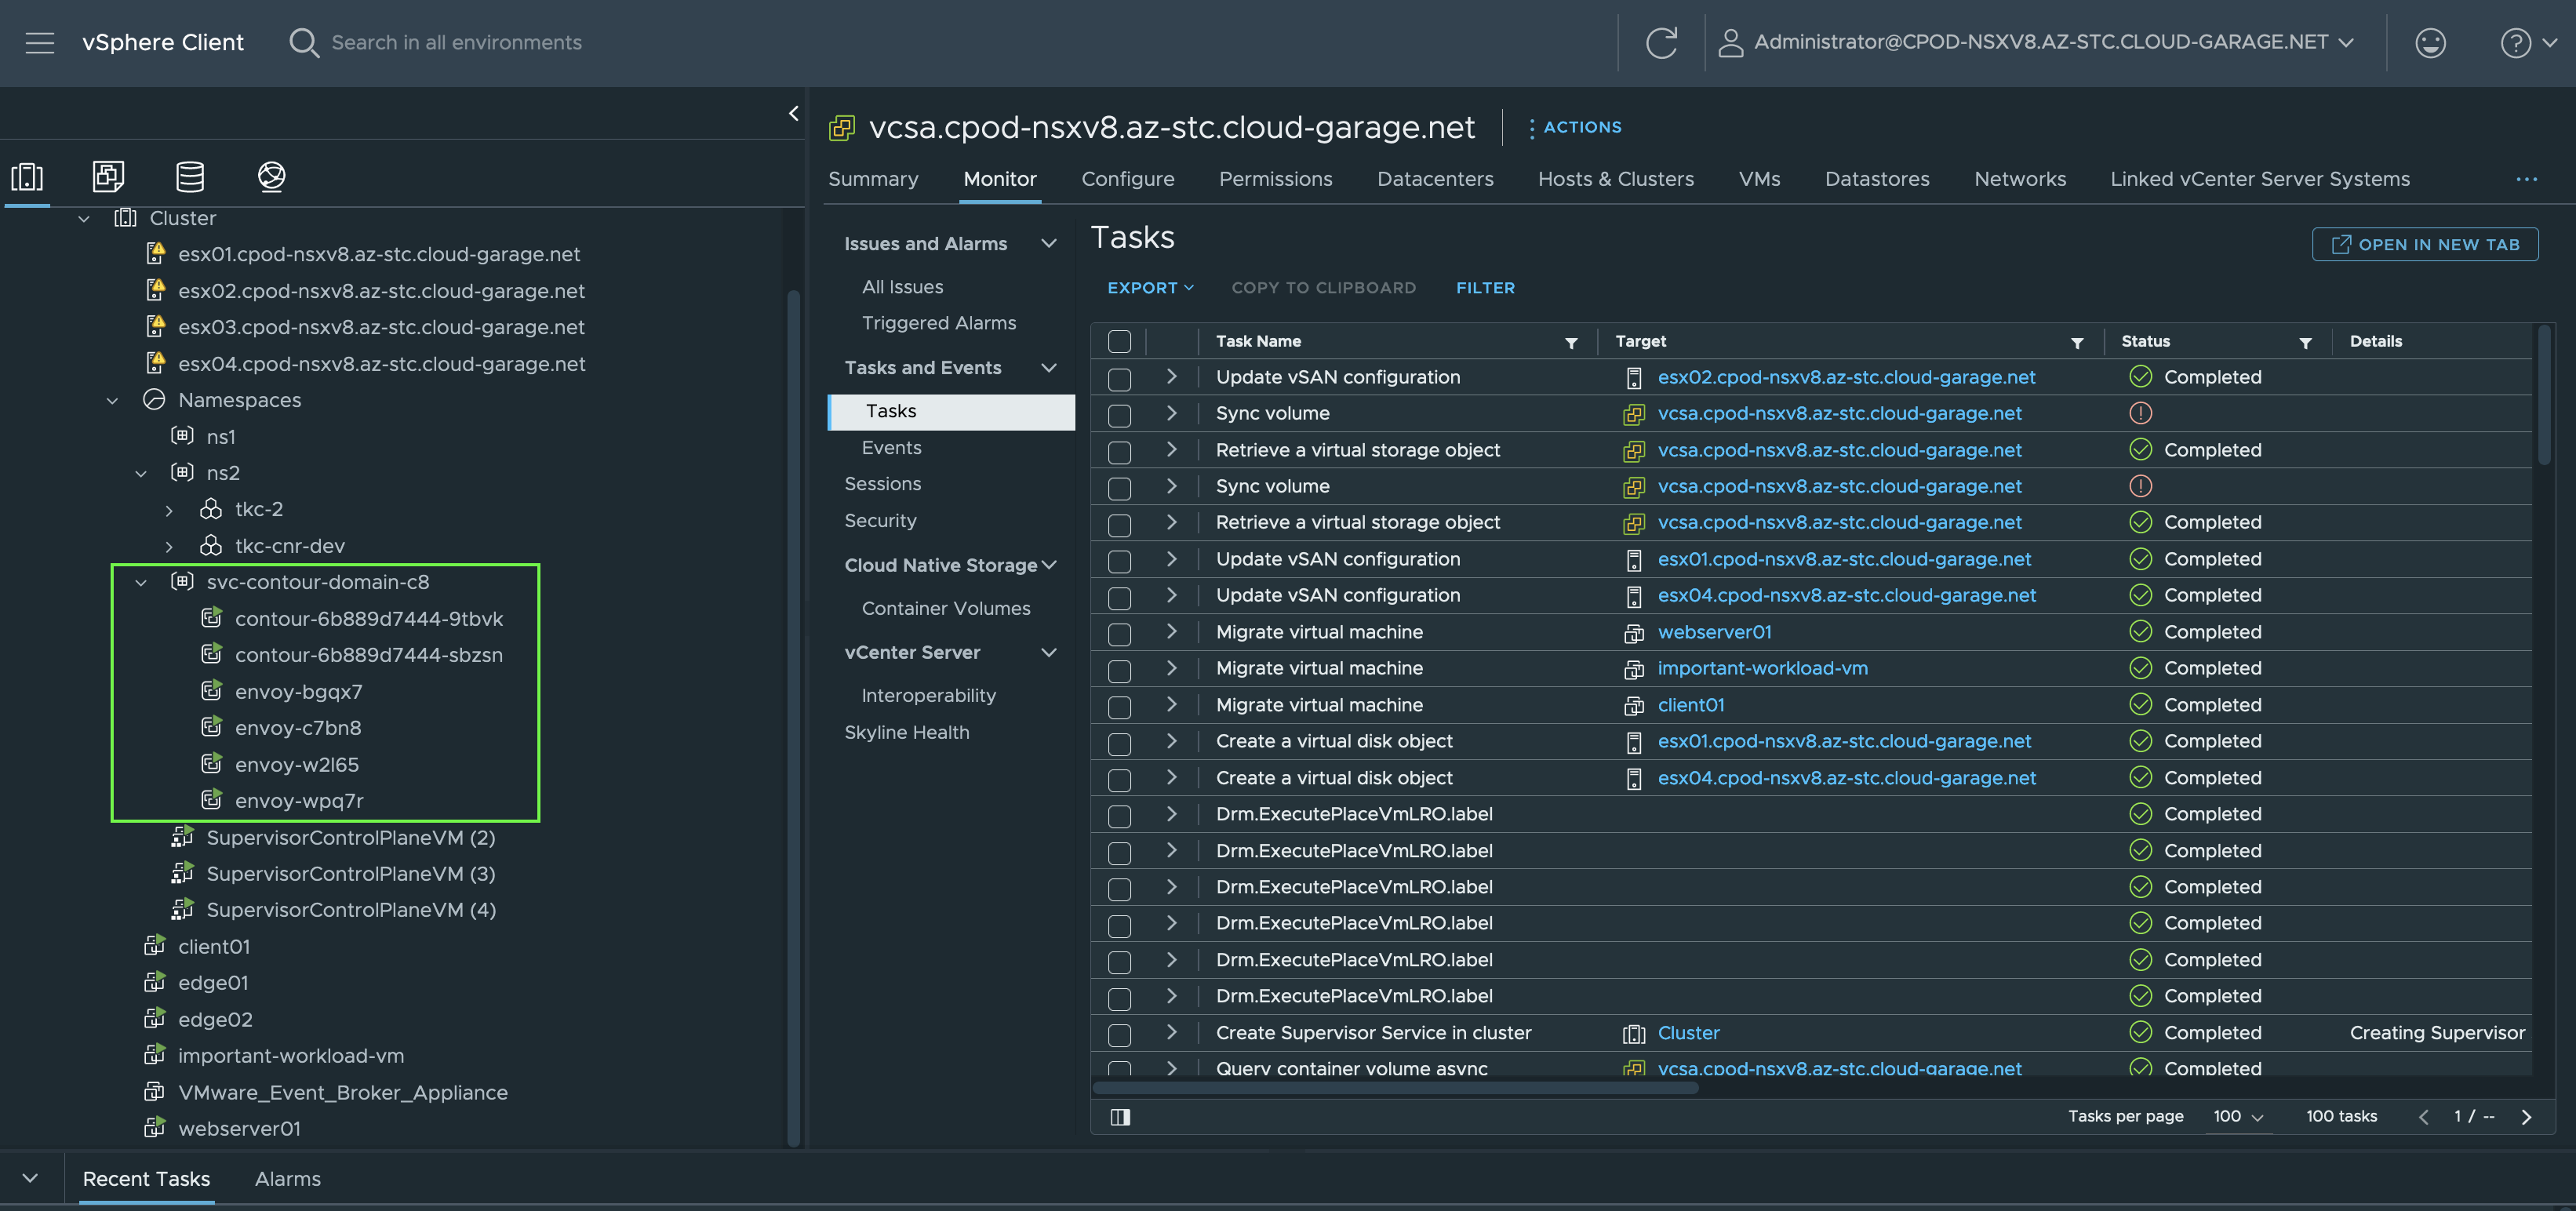 vSphere Client
Search in all environments
Administrator@CPOD-NSXV8.AZ-STC.CLOUD-GARAGE.NET
Cluster
esx01.cpod-nsxv8.az-stc.cloud-garage.net
esx02.cpod-nsxv8.az-stc.cloud-garage.net
esx03.cpod-nsxv8.az-stc.cloud-garage.net
esx04.cpod-nsxv8.az-stc.cloud-garage.net
Namespaces
ns1
ns2
tkc-2
tkc-cnr-dev
svc-contour-domain-c8
contour-6b889d7444-9tbvk
contour-6b889d7444-sbzsn
envoy-bgqx7
envoy-c7bn8
envoy-w2l65
envoy-wpq7r
SupervisorControlPlaneVM (2)
SupervisorControlPlaneVM (3)
SupervisorControlPlaneVM (4)
client01
edge01
edge02
important-workload-vm
VMware_Event_Broker_Appliance
webserver01
vcsa.cpod-nsxv8.az-stc.cloud-garage.net
ACTIONS
Summary Monitor Configure Permissions Datacenters Hosts & Clusters VMs Datastores Networks Linked vCenter Server Systems ...
Issues and Alarms
All Issues
Triggered Alarms
Tasks and Events
Tasks
Events
Sessions
Security
Cloud Native Storage
Container Volumes
vCenter Server
Interoperability
Skyline Health
Tasks
OPEN IN NEW TAB
EXPORT COPY TO CLIPBOARD FILTER
Task Name Target Status Details
Update vSAN configuration esx02.cpod-nsxv8.az-stc.cloud-garage.net Completed
Sync volume vcsa.cpod-nsxv8.az-stc.cloud-garage.net
Retrieve a virtual storage object vcsa.cpod-nsxv8.az-stc.cloud-garage.net Completed
Sync volume vcsa.cpod-nsxv8.az-stc.cloud-garage.net
Retrieve a virtual storage object vcsa.cpod-nsxv8.az-stc.cloud-garage.net Completed
Update vSAN configuration esx01.cpod-nsxv8.az-stc.cloud-garage.net Completed
Update vSAN configuration esx04.cpod-nsxv8.az-stc.cloud-garage.net Completed
Migrate virtual machine webserver01 Completed
Migrate virtual machine important-workload-vm Completed
Migrate virtual machine client01 Completed
Create a virtual disk object esx01.cpod-nsxv8.az-stc.cloud-garage.net Completed
Create a virtual disk object esx04.cpod-nsxv8.az-stc.cloud-garage.net Completed
Drm.ExecutePlaceVmLRO.label Completed
Drm.ExecutePlaceVmLRO.label Completed
Drm.ExecutePlaceVmLRO.label Completed
Drm.ExecutePlaceVmLRO.label Completed
Drm.ExecutePlaceVmLRO.label Completed
Drm.ExecutePlaceVmLRO.label Completed
Create Supervisor Service in cluster Cluster Completed Creating Supervisor
Query container volume async vcsa.cpod-nsxv8.az-stc.cloud-garage.net Completed
Tasks per page 100 100 tasks 1 / --
Recent Tasks Alarms